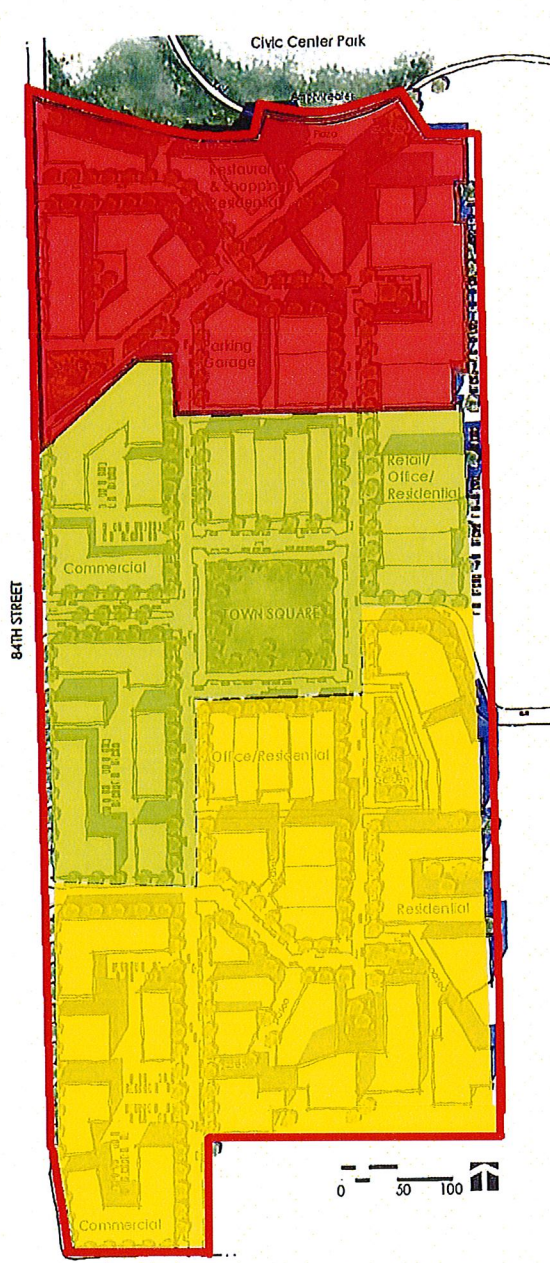 Civic Center Park
Amphitheater
Plaza
Restaurant
& Shopping
Residential
Parking
Garage
Retail/
Office/
Residential
Commercial
TOWN SQUARE
84TH STREET
Office/Residential
Residential
Commercial
0 50 100